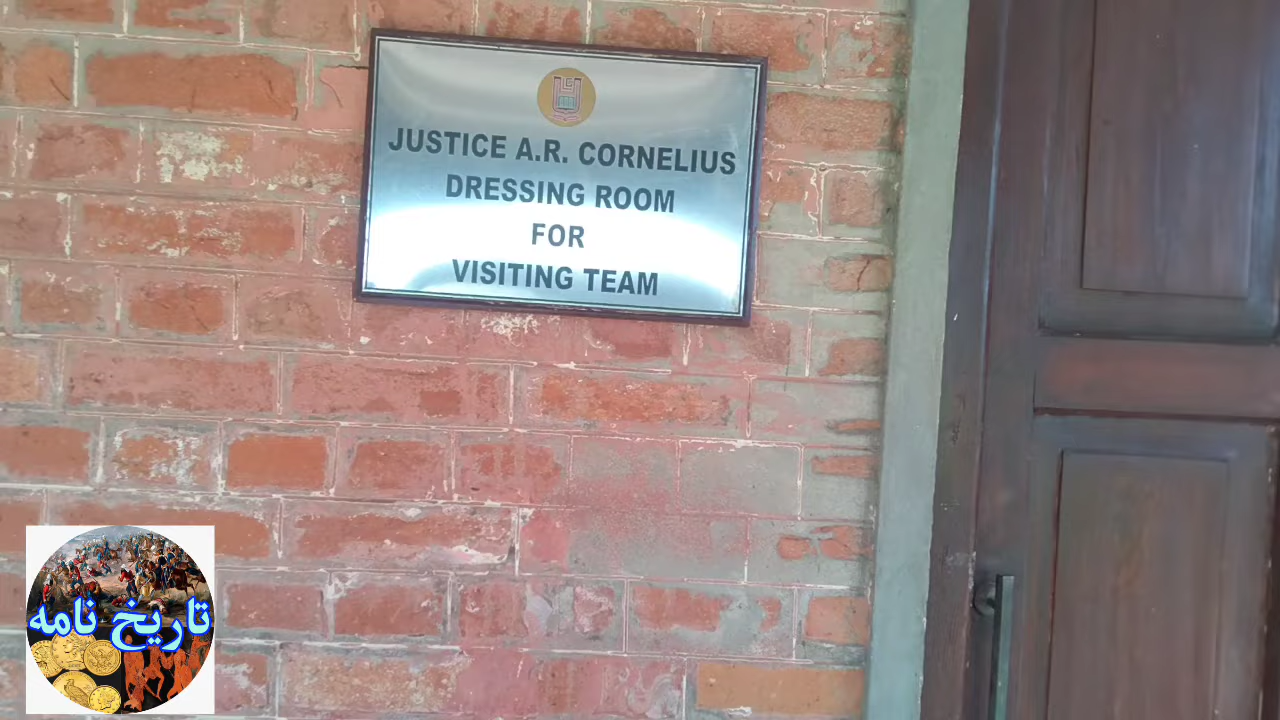 JUSTICE A.R. CORNELIUS
DRESSING ROOM
FOR
VISITING TEAM
تاریخ نامہ